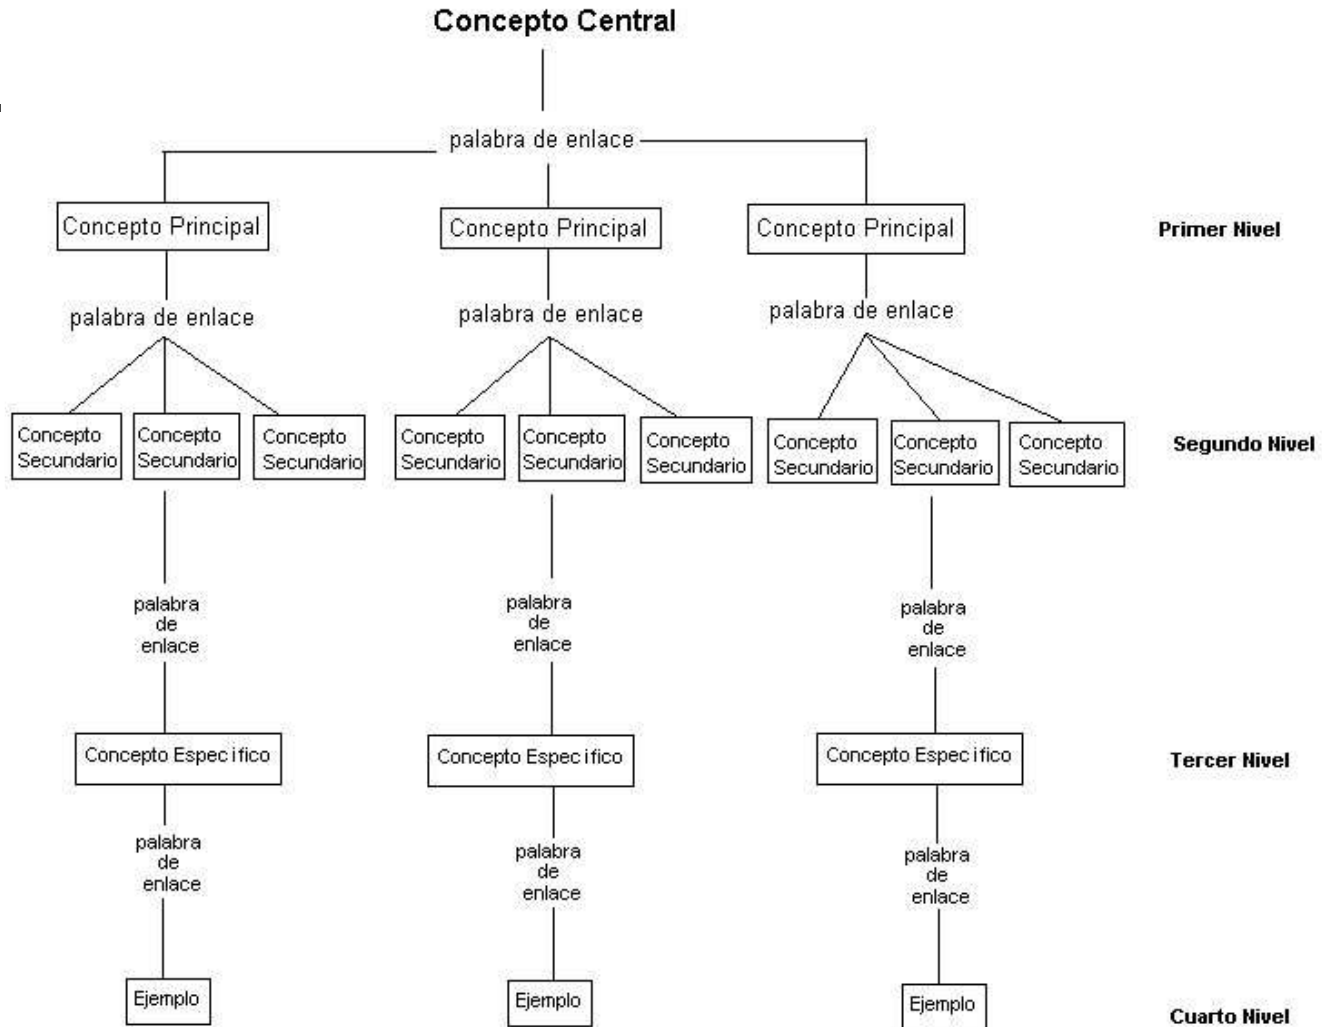 Concepto Central
palabra de enlace
Concepto Principal
Concepto Principal
Concepto Principal
Primer Nivel
palabra de enlace
palabra de enlace
palabra de enlace
Concepto
Secundario
Concepto
Secundario
Concepto
Secundario
Concepto
Secundario
Concepto
Secundario
Concepto
Secundario
Concepto
Secundario
Concepto
Secundario
Concepto
Secundario
Segundo Nivel
palabra
de
enlace
palabra
de
enlace
palabra
de
enlace
Concepto Específico
Concepto Específico
Concepto Específico
Tercer Nivel
palabra
de
enlace
palabra
de
enlace
palabra
de
enlace
Ejemplo
Ejemplo
Ejemplo
Cuarto Nivel